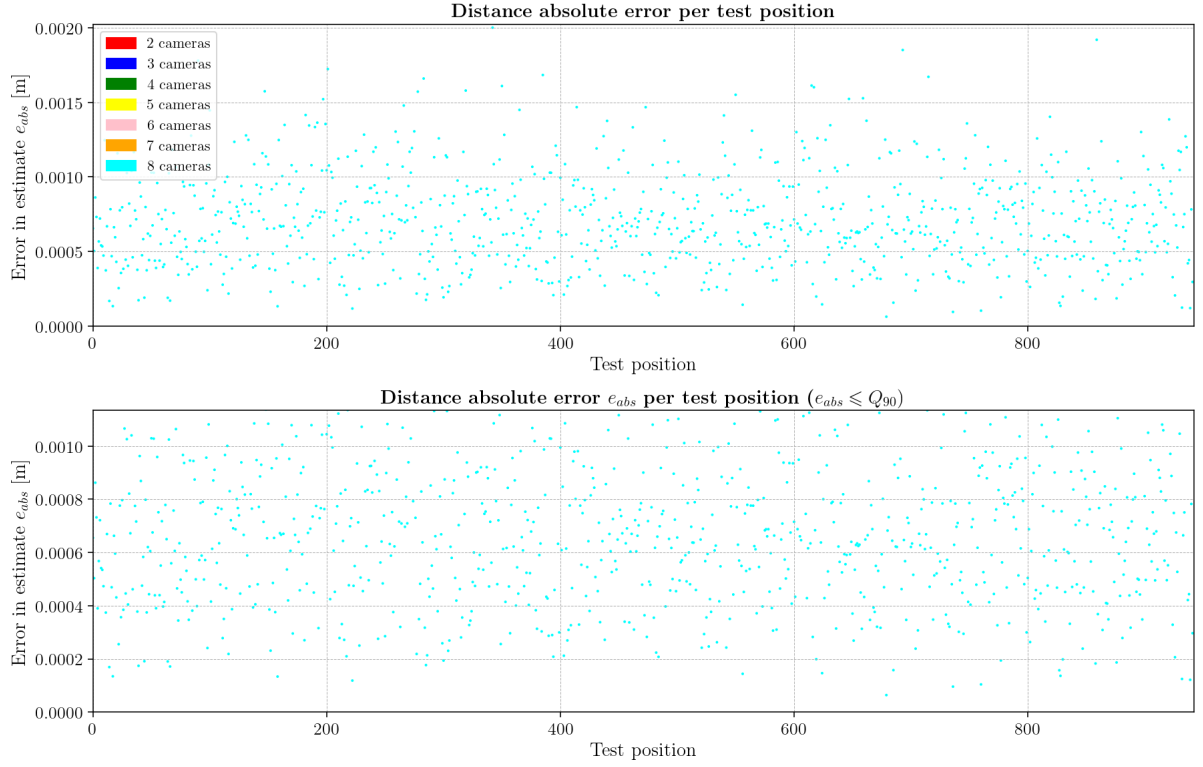 Distance absolute error per test position
Error in estimate e_abs [m]
0.0020
0.0015
0.0010
0.0005
0.0000
2 cameras
3 cameras
4 cameras
5 cameras
6 cameras
7 cameras
8 cameras
0 200 400 600 800
Test position
Distance absolute error e_abs per test position (e_abs ⩽ Q_90)
Error in estimate e_abs [m]
0.0010
0.0008
0.0006
0.0004
0.0002
0.0000
0 200 400 600 800
Test position